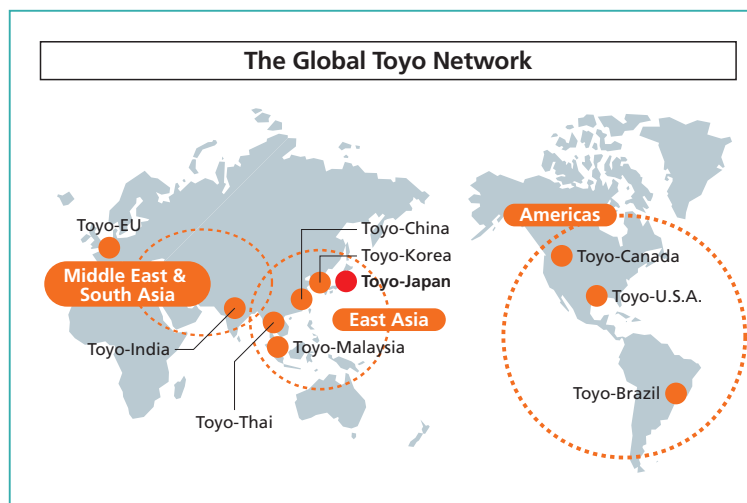 The Global Toyo Network
Toyo-EU
Middle East &
South Asia
Toyo-India
Toyo-Thai
Toyo-China
Toyo-Korea
Toyo-Japan
East Asia
Toyo-Malaysia
Americas
Toyo-Canada
Toyo-U.S.A.
Toyo-Brazil